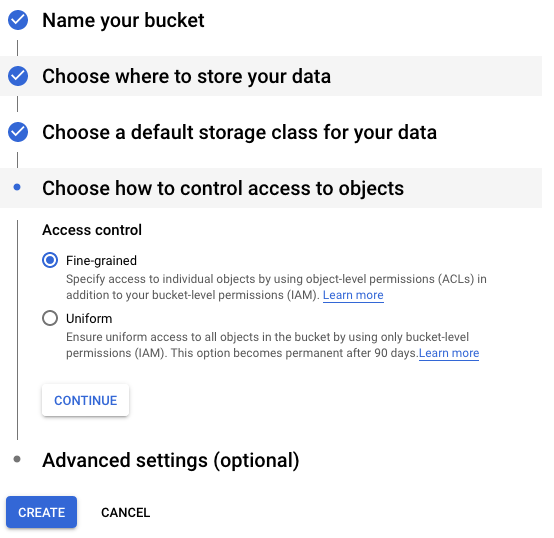 Name your bucket
Choose where to store your data
Choose a default storage class for your data
Choose how to control access to objects
Access control
Fine-grained
Specify access to individual objects by using object-level permissions (ACLs) in
addition to your bucket-level permissions (IAM). Learn more
Uniform
Ensure uniform access to all objects in the bucket by using only bucket-level
permissions (IAM). This option becomes permanent after 90 days.Learn more
CONTINUE
Advanced settings (optional)
CREATE CANCEL